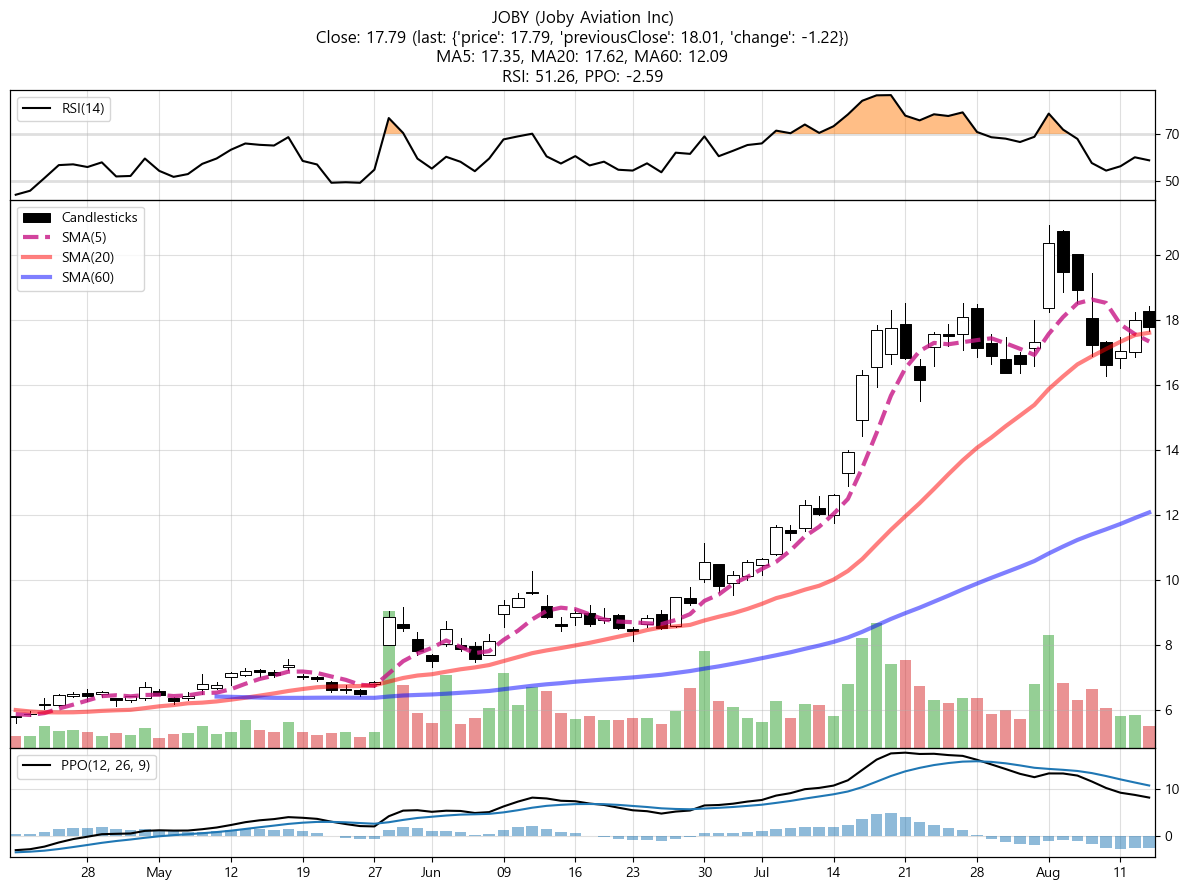 JOBY (Joby Aviation Inc)
Close: 17.79 (last: {'price': 17.79, 'previousClose': 18.01, 'change': -1.22})
MA5: 17.35, MA20: 17.62, MA60: 12.09
RSI: 51.26, PPO: -2.59
RSI(14)
70
50
Candlesticks
SMA(5)
SMA(20)
SMA(60)
20
18
16
14
12
10
8
6
PPO(12, 26, 9)
10
0
28 May 12 19 27 Jun 09 16 23 30 Jul 14 21 28 Aug 11